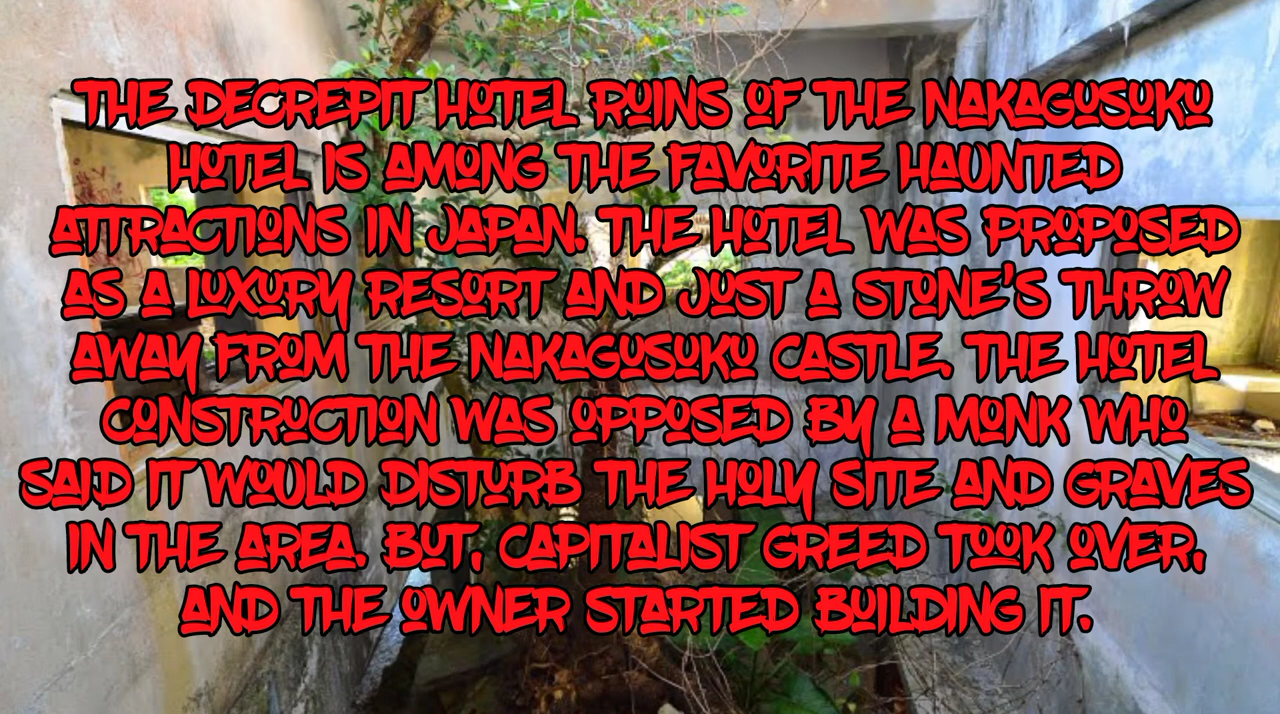 THE DECREPIT HOTEL RUINS OF THE NAKAGUSUKU
HOTEL IS AMONG THE FAVORITE HAUNTED
ATTRACTIONS IN JAPAN. THE HOTEL WAS PROPOSED
AS A LUXURY RESORT AND JUST A STONE'S THROW
AWAY FROM THE NAKAGUSUKU CASTLE. THE HOTEL
CONSTRUCTION WAS OPPOSED BY A MONK WHO
SAID IT WOULD DISTURB THE HOLY SITE AND GRAVES
IN THE AREA. BUT, CAPITALIST GREED TOOK OVER,
AND THE OWNER STARTED BUILDING IT.